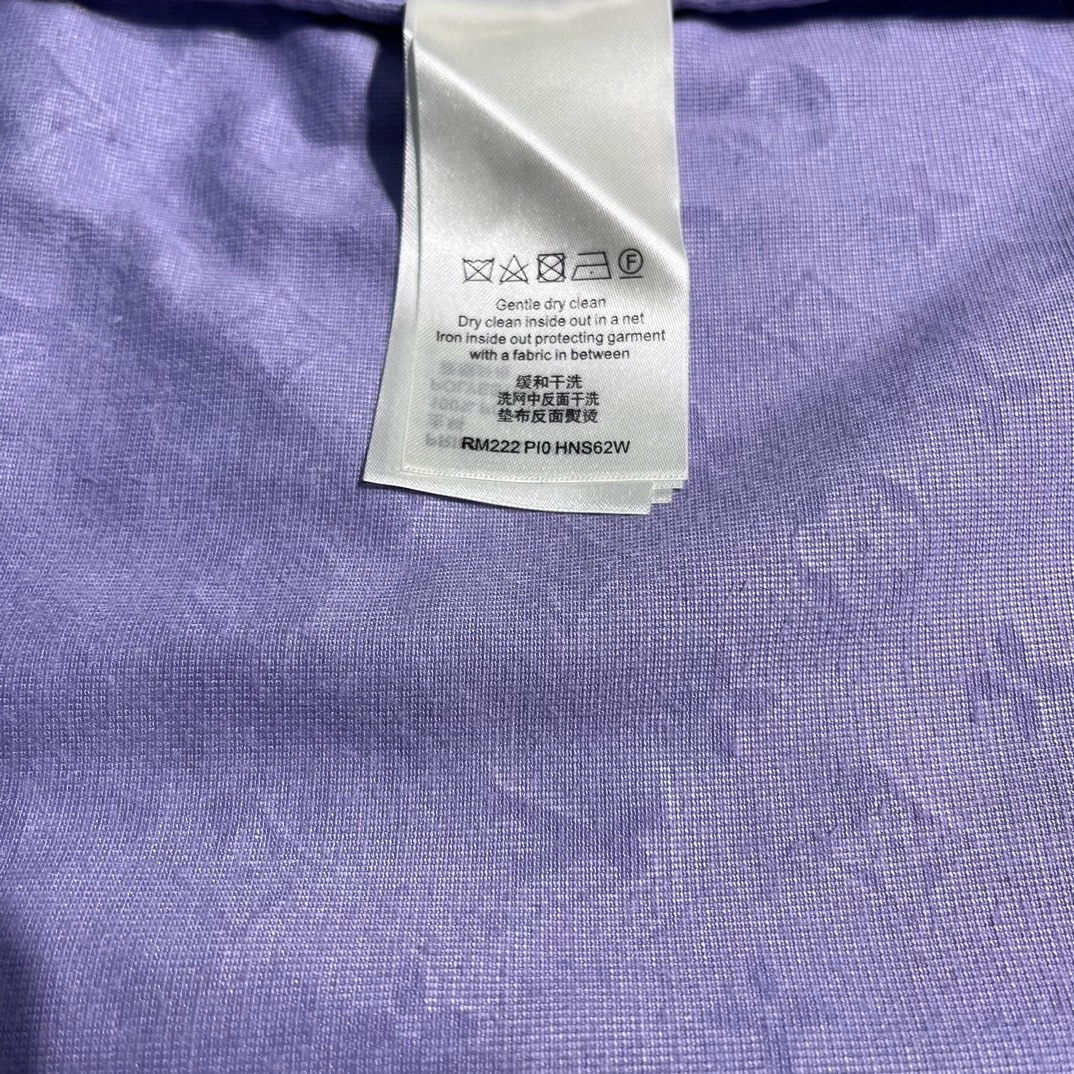 F
Gentle dry clean
Dry clean inside out in a net
Iron inside out protecting garment
with a fabric in between
缓和干洗
洗网中反面干洗
垫布反面熨烫
RM222 PI0 HNS62W